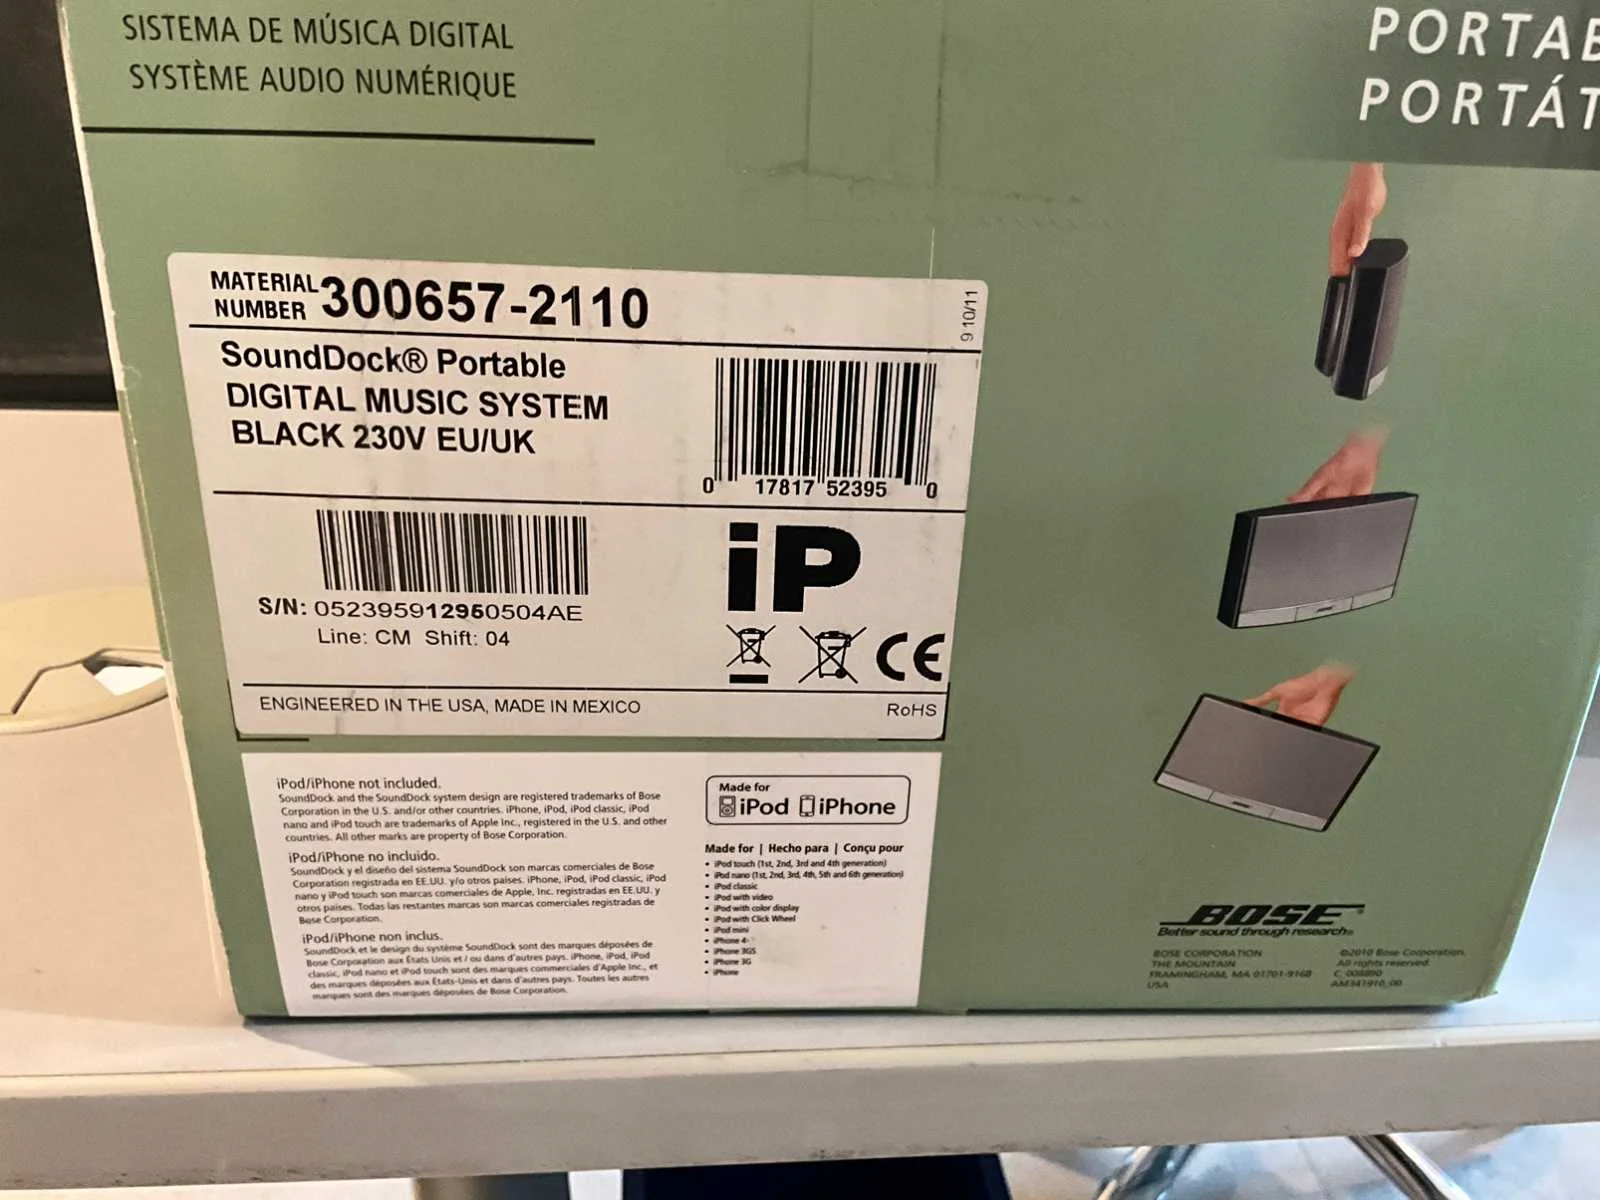 SISTEMA DE MÚSICA DIGITAL
SYSTÈME AUDIO NUMÉRIQUE
PORTAB
PORTÁT
MATERIAL
NUMBER 300657-2110
9 10/11
SoundDock® Portable
DIGITAL MUSIC SYSTEM
BLACK 230V EU/UK
0 17817 52395 0
S/N: 052395912950504AE
Line: CM Shift: 04
iP
CE
ENGINEERED IN THE USA, MADE IN MEXICO
RoHS
iPod/iPhone not included.
SoundDock and the SoundDock system design are registered trademarks of Bose
Corporation in the U.S. and/or other countries. iPhone, iPod, iPod classic, iPod
nano and iPod touch are trademarks of Apple Inc., registered in the U.S. and other
countries. All other marks are property of Bose Corporation.
iPod/iPhone no incluido.
SoundDock y el diseño del sistema SoundDock son marcas comerciales de Bose
Corporation registrada en EE.UU. y/o otros países. iPhone, iPod, iPod classic, iPod
nano y iPod touch son marcas comerciales de Apple, Inc. registradas en EE.UU. y
otros países. Todas las restantes marcas son marcas comerciales registradas de
Bose Corporation.
iPod/iPhone non inclus.
SoundDock et le design du système SoundDock sont des marques déposées de
Bose Corporation aux États Unis et / ou dans d'autres pays. iPhone, iPod, iPod
classic, iPod nano et iPod touch sont des marques commerciales d'Apple Inc., et
des marques déposées aux États-Unis et dans d'autres pays. Toutes les autres
marques sont des marques déposées de Bose Corporation.
Made for
iPod iPhone
Made for | Hecho para | Conçu pour
• iPod touch (1st, 2nd, 3rd and 4th generation)
• iPod nano (1st, 2nd, 3rd, 4th, 5th and 6th generation)
• iPod classic
• iPod with video
• iPod with color display
• iPod with Click Wheel
• iPod mini
• iPhone 4
• iPhone 3GS
• iPhone 3G
• iPhone
BOSE®
Better sound through research®
BOSE CORPORATION
THE MOUNTAIN
FRAMINGHAM, MA 01701-9168
USA
©2010 Bose Corporation.
All rights reserved.
C_008890
AM341910_00